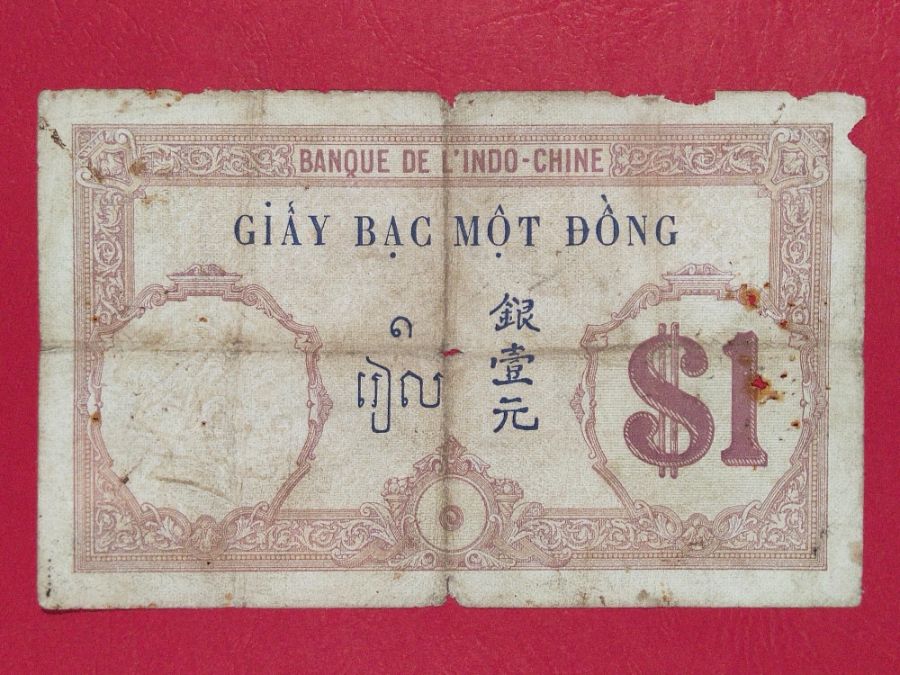 BANQUE DE L'INDO-CHINE
GIẤY BẠC MỘT ĐỒNG
១
រៀល
銀壹元
$1